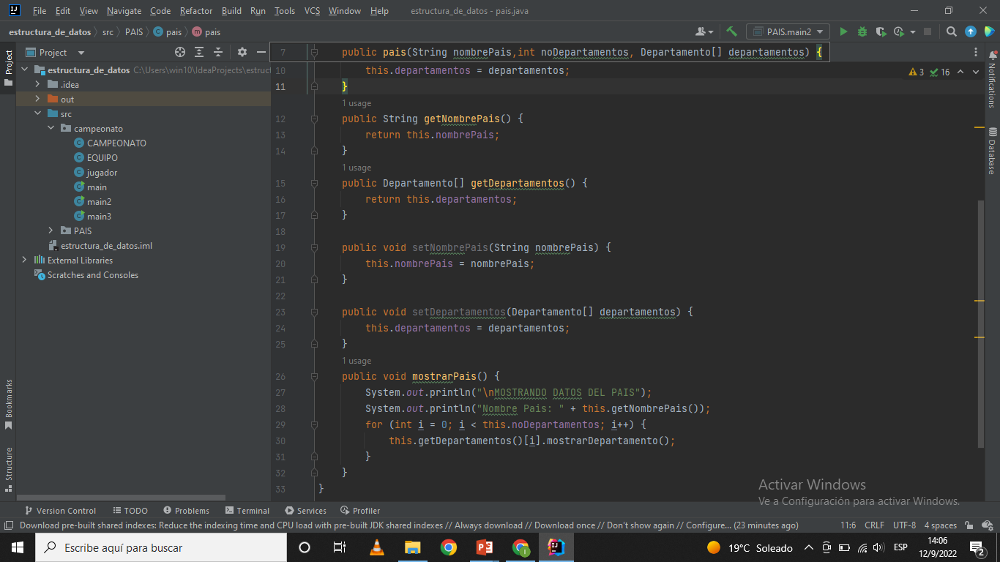 File Edit View Navigate Code Refactor Build Run Tools VCS Window Help estructura_de_datos - pais.java
estructura_de_datos src PAIS pais pais PAIS.main2
Project
Project
estructura_de_datos C:\Users\win10\IdeaProjects\estruct
.idea
out
src
campeonato
CAMPEONATO
EQUIPO
jugador
main
main2
main3
PAIS
estructura_de_datos.iml
External Libraries
Scratches and Consoles
Bookmarks
Structure
7 public pais(String nombrePais,int noDepartamentos, Departamento[] departamentos) {
10 this.departamentos = departamentos;
3 16
11 }
1 usage
12 public String getNombrePais() {
13 return this.nombrePais;
14 }
1 usage
15 public Departamento[] getDepartamentos() {
16 return this.departamentos;
17 }
18
19 public void setNombrePais(String nombrePais) {
20 this.nombrePais = nombrePais;
21 }
22
23 public void setDepartamentos(Departamento[] departamentos) {
24 this.departamentos = departamentos;
25 }
1 usage
26 public void mostrarPais() {
27 System.out.println("\nMOSTRANDO DATOS DEL PAIS");
28 System.out.println("Nombre Pais: " + this.getNombrePais());
29 for (int i = 0; i < this.noDepartamentos; i++) {
30 this.getDepartamentos()[i].mostrarDepartamento();
31 }
32 }
33 }
Notifications
Database
Activar Windows
Ve a Configuración para activar Windows.
Version Control TODO Problems Terminal Services Profiler
Download pre-built shared indexes: Reduce the indexing time and CPU load with pre-built JDK shared indexes // Always download // Download once // Don't show again // Configure... (23 minutes ago) 11:6 CRLF UTF-8 4 spaces
Escribe aquí para buscar
19°C Soleado ESP
14:06
12/9/2022
2